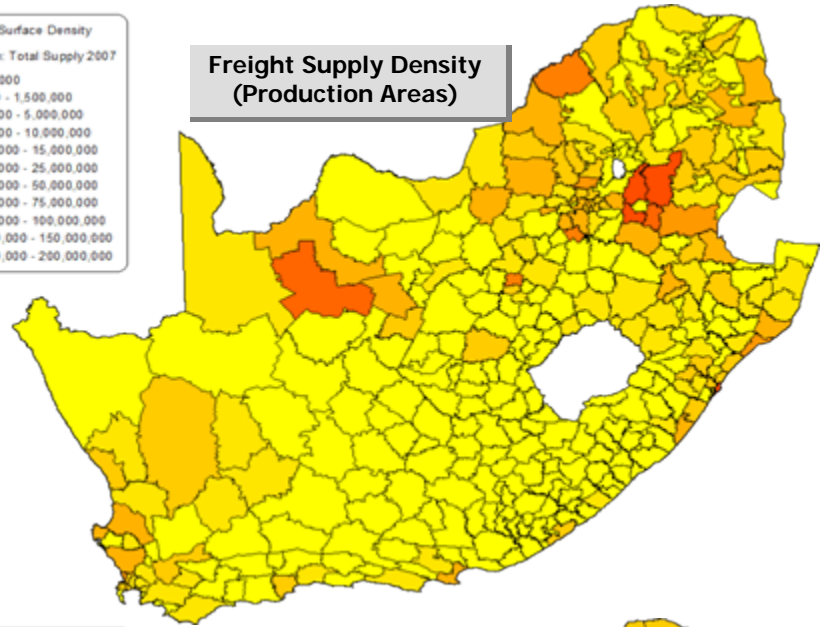 Surface Density
: Total Supply 2007
000
- 1,500,000
00 - 5,000,000
00 - 10,000,000
000 - 15,000,000
000 - 25,000,000
000 - 50,000,000
000 - 75,000,000
000 - 100,000,000
,000 - 150,000,000
,000 - 200,000,000
Freight Supply Density
(Production Areas)